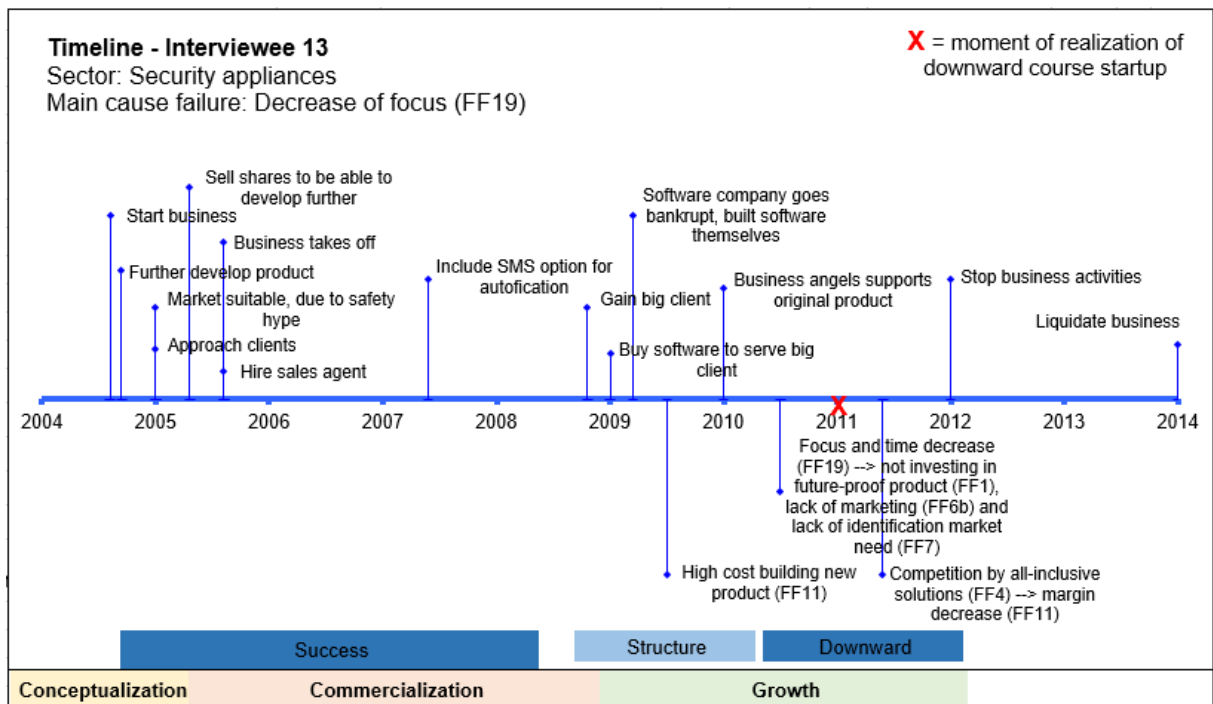 Timeline - Interviewee 13
Sector: Security appliances
Main cause failure: Decrease of focus (FF19)
X = moment of realization of
downward course startup
Sell shares to be able to
develop further
Start business
Business takes off
Further develop product
Market suitable, due to safety
hype
Approach clients
Hire sales agent
Include SMS option for
autofication
Software company goes
bankrupt, built software
themselves
Gain big client
Buy software to serve big
client
Business angels supports
original product
Stop business activities
Liquidate business
2004
2005
2006
2007
2008
2009
2010
2011
2012
2013
2014
X
Focus and time decrease
(FF19) --> not investing in
future-proof product (FF1),
lack of marketing (FF6b) and
lack of identification market
need (FF7)
High cost building new
product (FF11)
Competition by all-inclusive
solutions (FF4) --> margin
decrease (FF11)
Success
Structure
Downward
Conceptualization
Commercialization
Growth